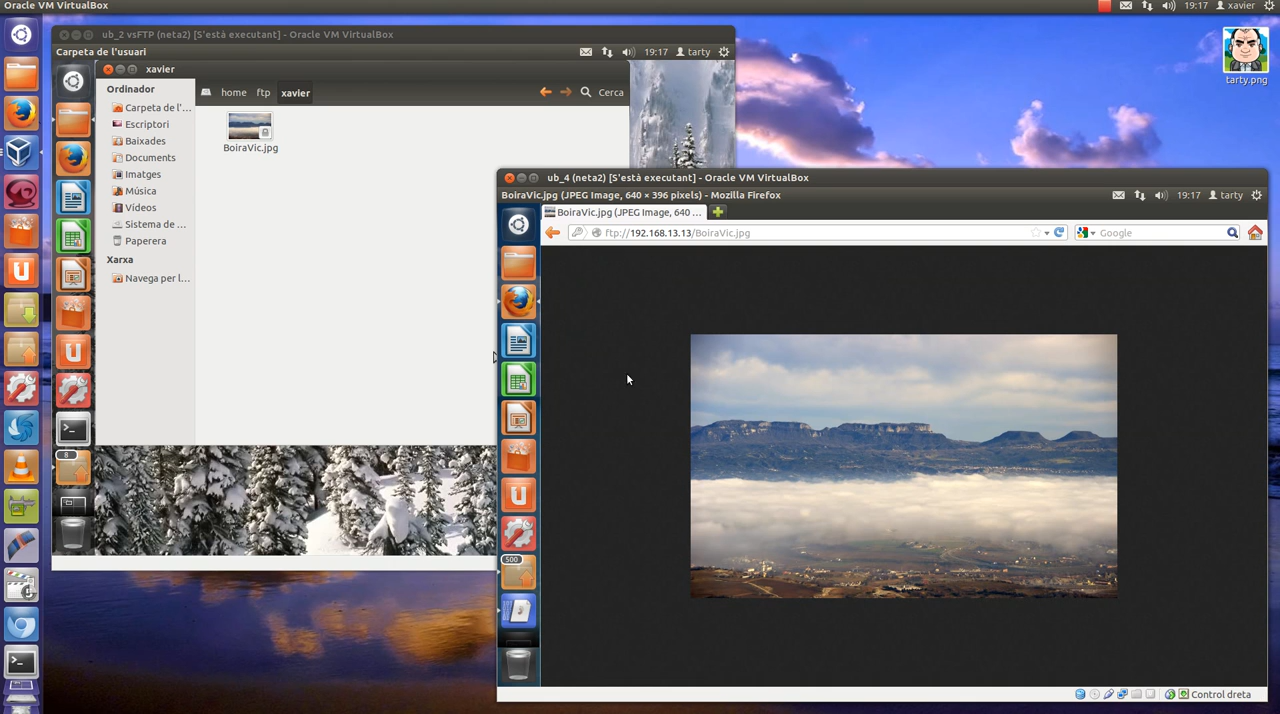 Oracle VM VirtualBox
19:17 xavier
tarty.png
ub_2 vsFTP (neta2) [S'està executant] - Oracle VM VirtualBox
Carpeta de l'usuari
19:17 tarty
xavier
Ordinador
Carpeta de l'...
Escriptori
Baixades
Documents
Imatges
Música
Vídeos
Sistema de ...
Paperera
Xarxa
Navega per l...
home ftp xavier
Cerca
BoiraVic.jpg
8
ub_4 (neta2) [S'està executant] - Oracle VM VirtualBox
BoiraVic.jpg (JPEG Image, 640 × 396 pixels) - Mozilla Firefox
19:17 tarty
BoiraVic.jpg (JPEG Image, 640 ...
ftp://192.168.13.13/BoiraVic.jpg
Google
500
Control dreta